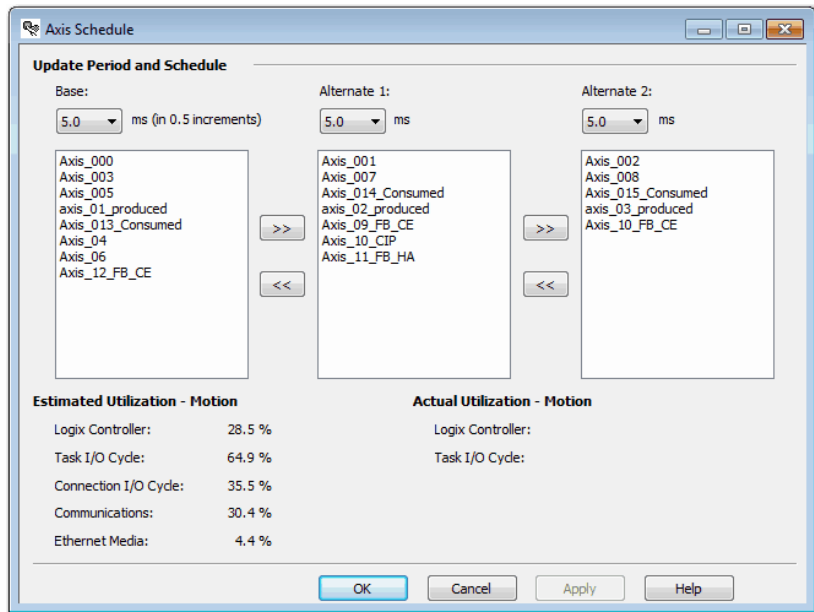 Axis Schedule
Update Period and Schedule
Base:
5.0 ms (in 0.5 increments)
Axis_000
Axis_003
Axis_005
axis_01_produced
Axis_013_Consumed
Axis_04
Axis_06
Axis_12_FB_CE
>>
<<
Alternate 1:
5.0 ms
Axis_001
Axis_007
Axis_014_Consumed
axis_02_produced
Axis_09_FB_CE
Axis_10_CIP
Axis_11_FB_HA
>>
<<
Alternate 2:
5.0 ms
Axis_002
Axis_008
Axis_015_Consumed
axis_03_produced
Axis_10_FB_CE
Estimated Utilization - Motion
Logix Controller: 28.5 %
Task I/O Cycle: 64.9 %
Connection I/O Cycle: 35.5 %
Communications: 30.4 %
Ethernet Media: 4.4 %
Actual Utilization - Motion
Logix Controller:
Task I/O Cycle:
OK
Cancel
Apply
Help